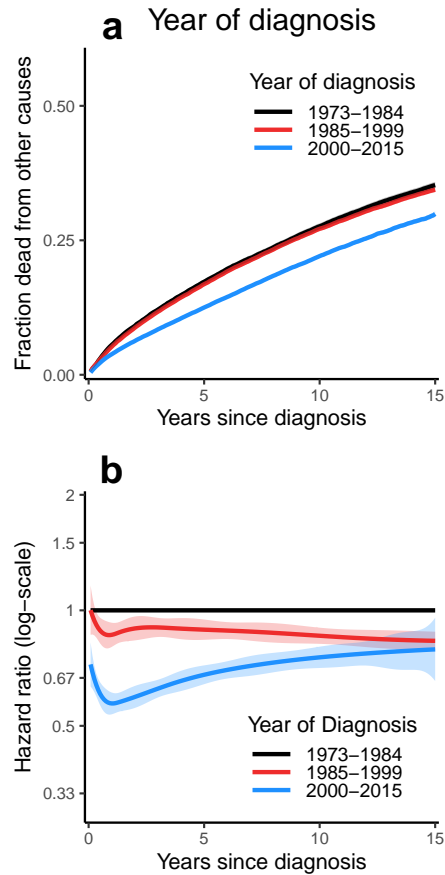 a Year of diagnosis
Fraction dead from other causes
0.50
0.25
0.00
Year of diagnosis
1973−1984
1985−1999
2000−2015
0 5 10 15
Years since diagnosis
b
Hazard ratio (log−scale)
2
1.5
1
0.67
0.5
0.33
Year of Diagnosis
1973−1984
1985−1999
2000−2015
0 5 10 15
Years since diagnosis